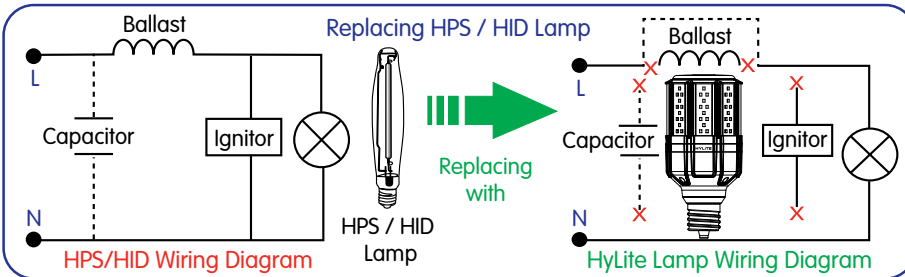 Replacing HPS / HID Lamp
Ballast
L
Capacitor
Ignitor
N
HPS/HID Wiring Diagram
HPS / HID
Lamp
Replacing
with
Ballast
X X
L
X X
Capacitor
Ignitor
HYLITE
X X
N
HyLite Lamp Wiring Diagram